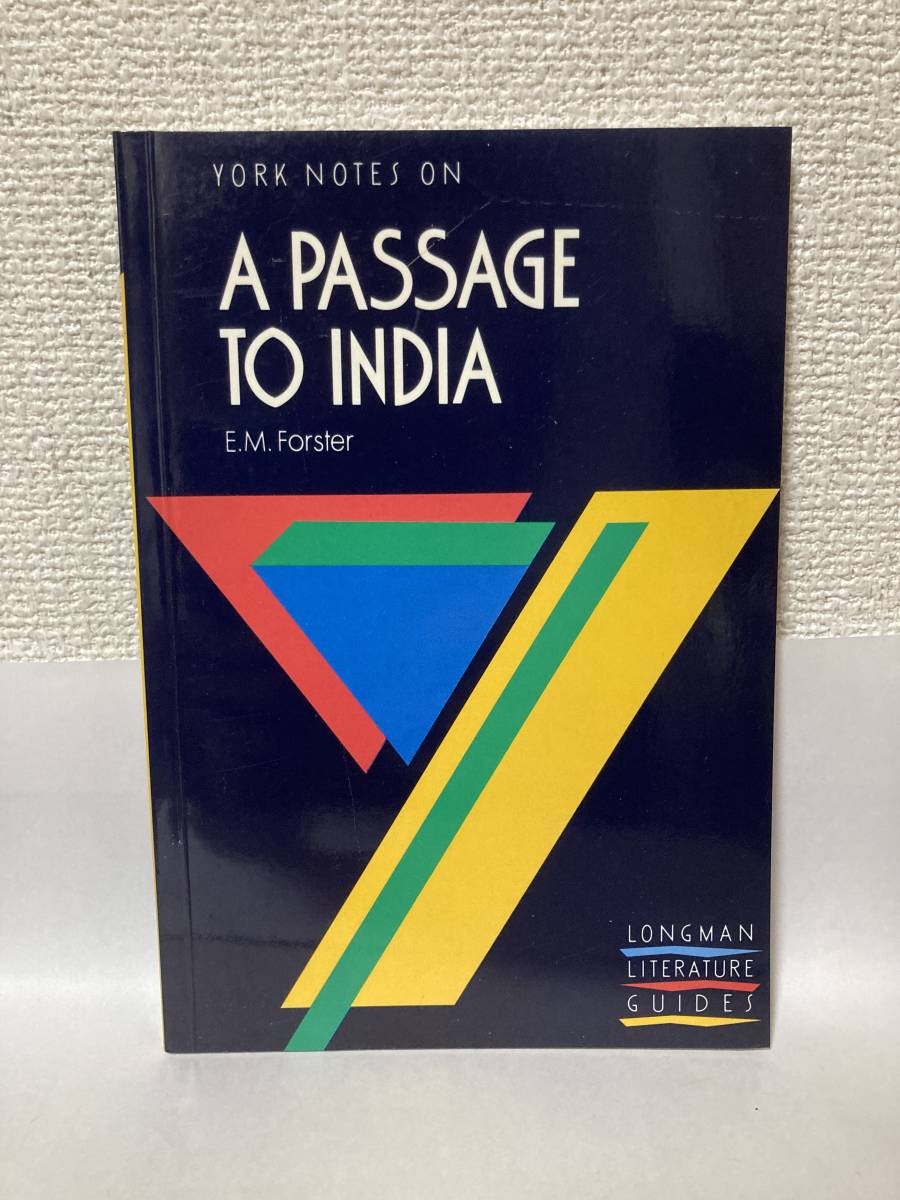 YORK NOTES ON
A PASSAGE
TO INDIA
E.M. Forster
LONGMAN
LITERATURE
GUIDES